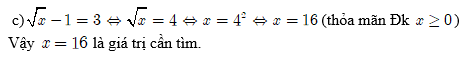 c) √x − 1 = 3 ⇔ √x = 4 ⇔ x = 4² ⇔ x = 16 (thỏa mãn Đk x ≥ 0)
Vậy x = 16 là giá trị cần tìm.